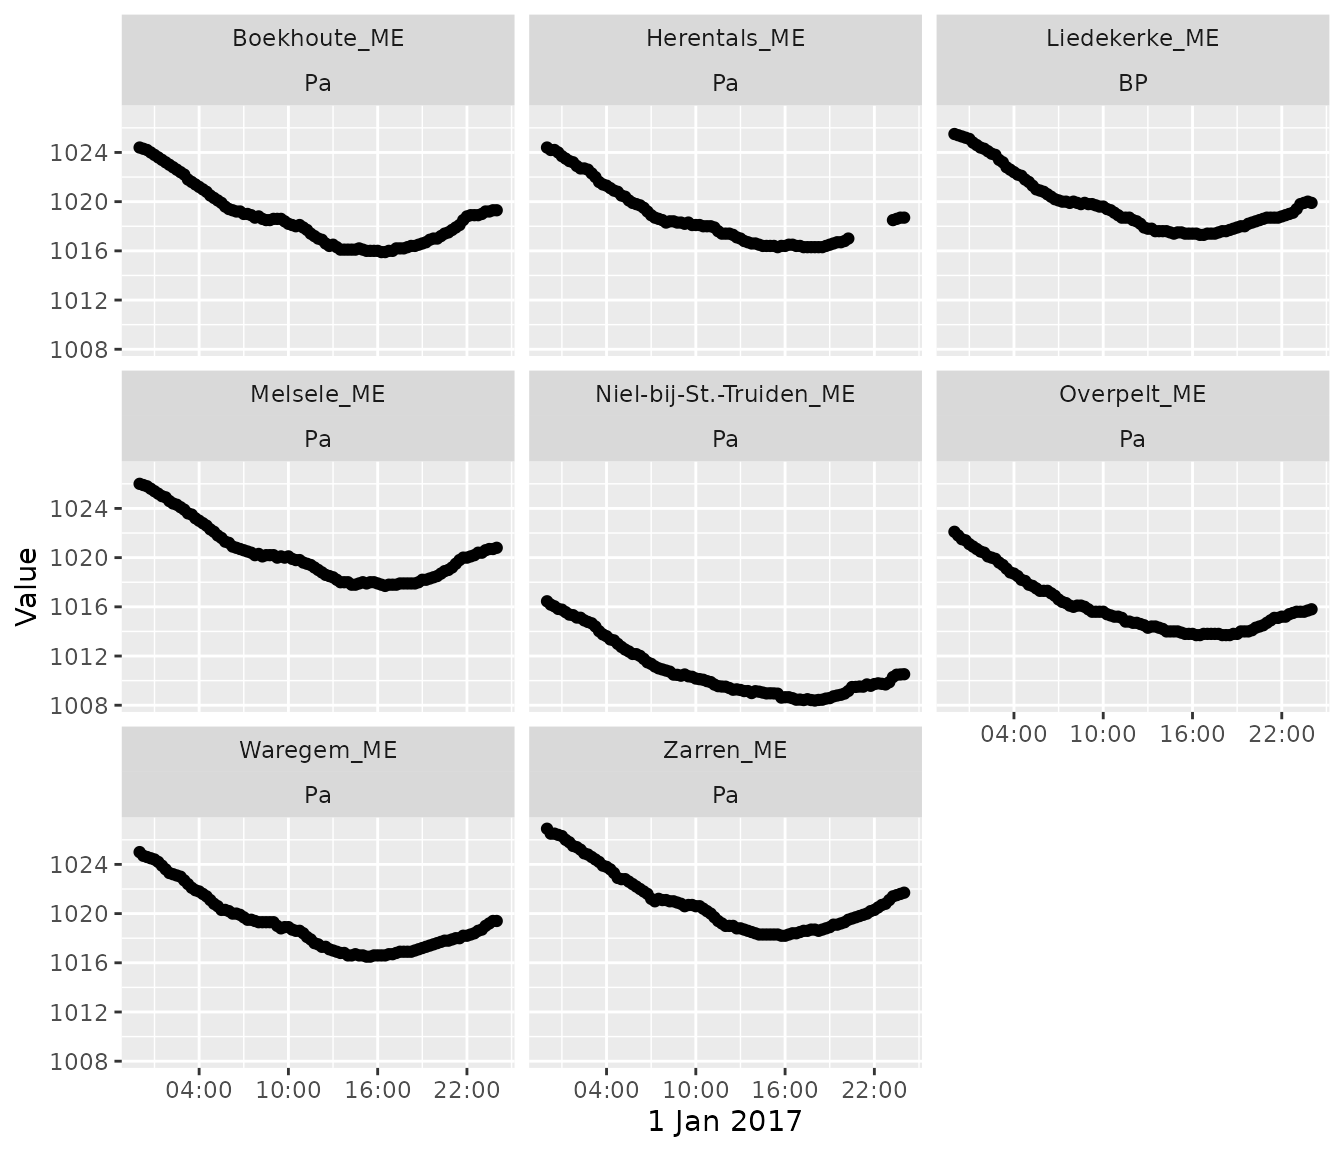 Boekhoute_ME
Pa
Herentals_ME
Pa
Liedekerke_ME
BP
1024
1020
1016
1012
1008
Melsele_ME
Pa
Niel-bij-St.-Truiden_ME
Pa
Overpelt_ME
Pa
1024
1020
1016
1012
1008
04:00 10:00 16:00 22:00
Waregem_ME
Pa
Zarren_ME
Pa
1024
1020
1016
1012
1008
04:00 10:00 16:00 22:00
04:00 10:00 16:00 22:00
Value
1 Jan 2017